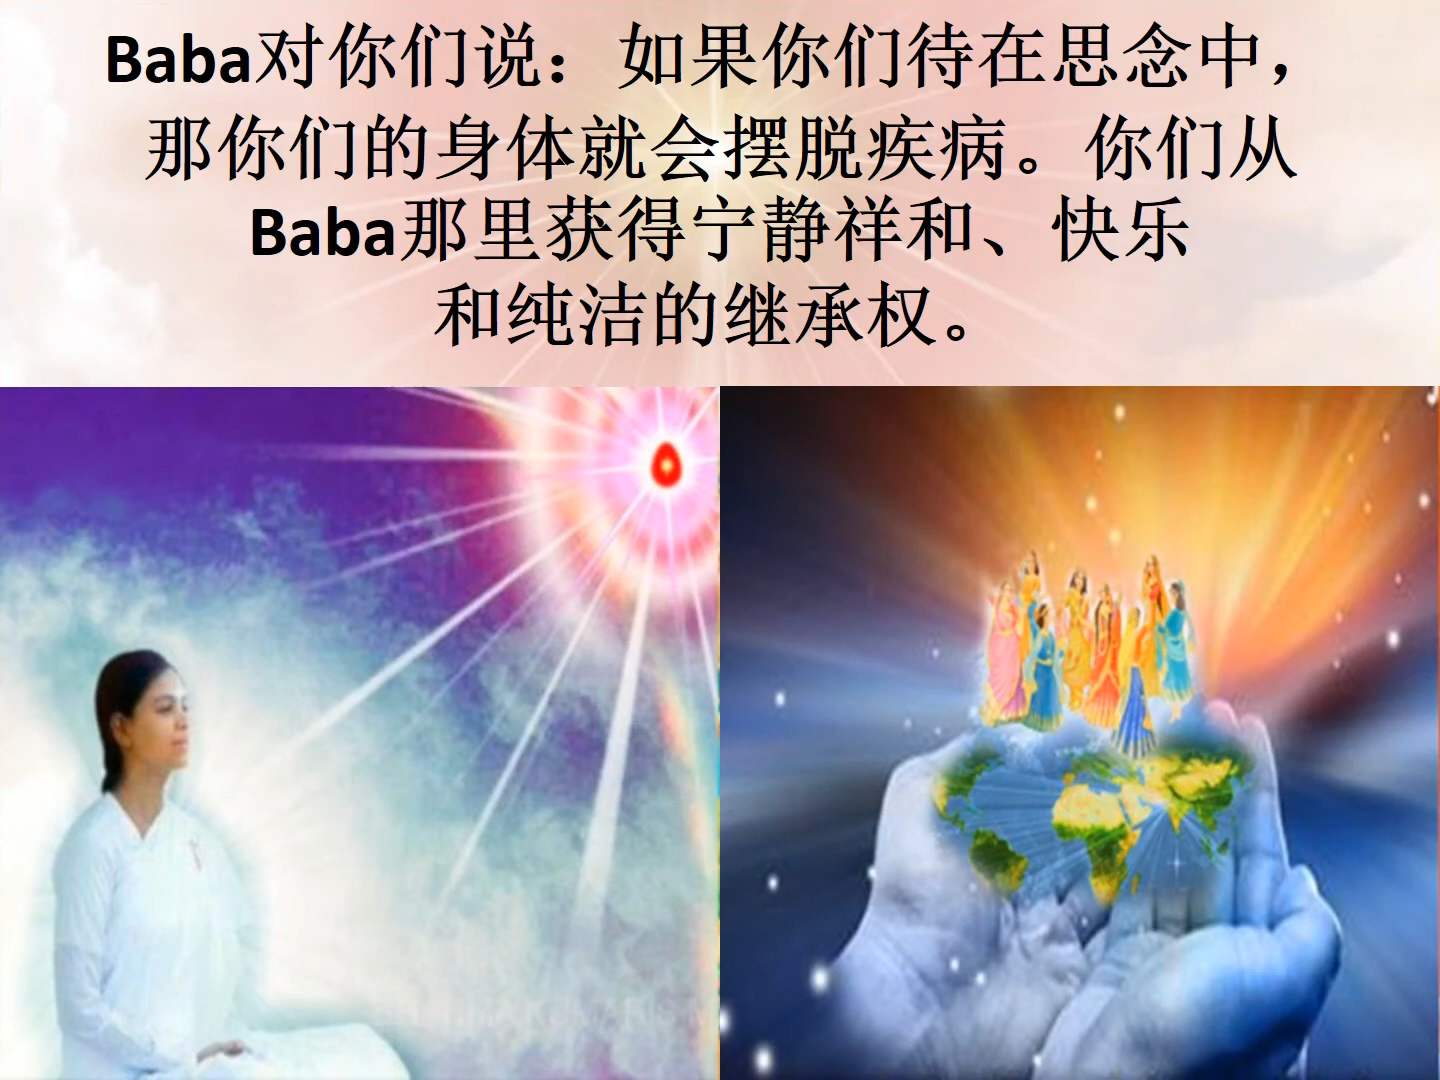 Baba对你们说：如果你们待在思念中，
那你们的身体就会摆脱疾病。你们从
Baba那里获得宁静祥和、快乐
和纯洁的继承权。